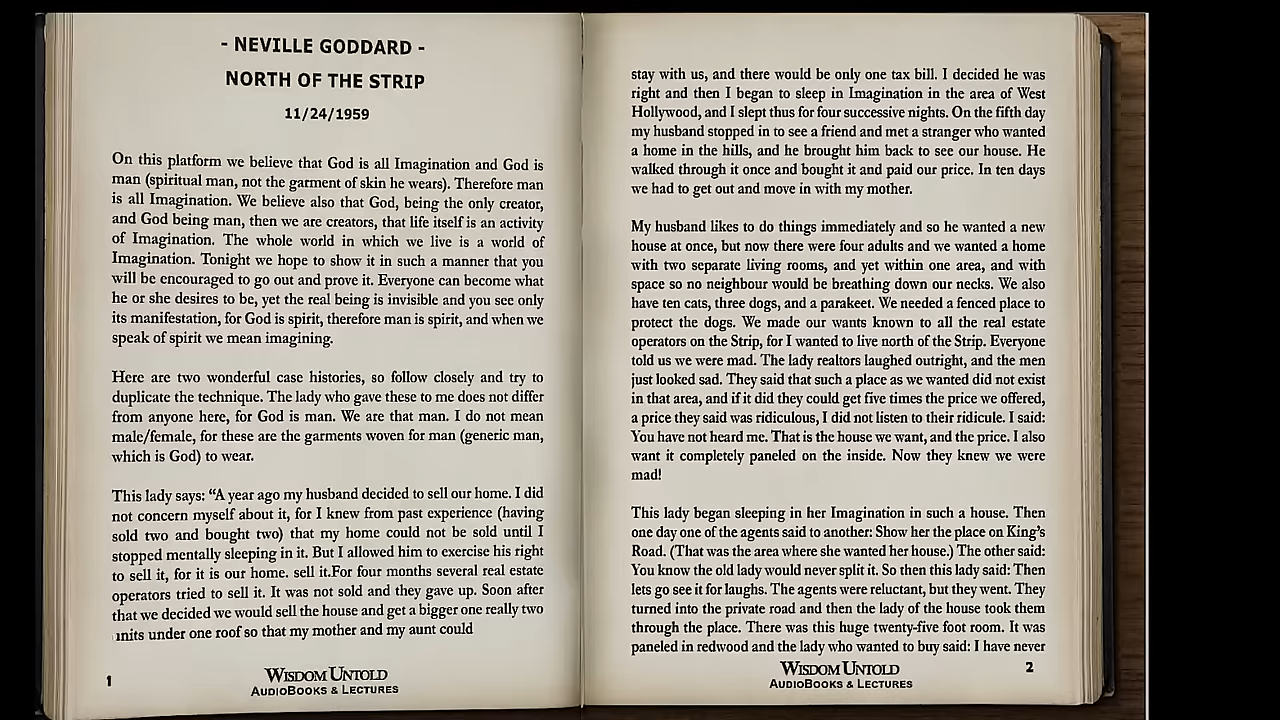 - NEVILLE GODDARD -
NORTH OF THE STRIP
11/24/1959
On this platform we believe that God is all Imagination and God is
man (spiritual man, not the garment of skin he wears). Therefore man
is all Imagination. We believe also that God, being the only creator,
and God being man, then we are creators, that life itself is an activity
of Imagination. The whole world in which we live is a world of
Imagination. Tonight we hope to show it in such a manner that you
will be encouraged to go out and prove it. Everyone can become what
he or she desires to be, yet the real being is invisible and you see only
its manifestation, for God is spirit, therefore man is spirit, and when we
speak of spirit we mean imagining.
Here are two wonderful case histories, so follow closely and try to
duplicate the technique. The lady who gave these to me does not differ
from anyone here, for God is man. We are that man. I do not mean
male/female, for these are the garments woven for man (generic man,
which is God) to wear.
This lady says: “A year ago my husband decided to sell our home. I did
not concern myself about it, for I knew from past experience (having
sold two and bought two) that my home could not be sold until I
stopped mentally sleeping in it. But I allowed him to exercise his right
to sell it, for it is our home. sell it.For four months several real estate
operators tried to sell it. It was not sold and they gave up. Soon after
that we decided we would sell the house and get a bigger one really two
units under one roof so that my mother and my aunt could
1
WISDOM UNTOLD
AUDIOBOOKS & LECTURES
stay with us, and there would be only one tax bill. I decided he was
right and then I began to sleep in Imagination in the area of West
Hollywood, and I slept thus for four successive nights. On the fifth day
my husband stopped in to see a friend and met a stranger who wanted
a home in the hills, and he brought him back to see our house. He
walked through it once and bought it and paid our price. In ten days
we had to get out and move in with my mother.
My husband likes to do things immediately and so he wanted a new
house at once, but now there were four adults and we wanted a home
with two separate living rooms, and yet within one area, and with
space so no neighbour would be breathing down our necks. We also
have ten cats, three dogs, and a parakeet. We needed a fenced place to
protect the dogs. We made our wants known to all the real estate
operators on the Strip, for I wanted to live north of the Strip. Everyone
told us we were mad. The lady realtors laughed outright, and the men
just looked sad. They said that such a place as we wanted did not exist
in that area, and if it did they could get five times the price we offered,
a price they said was ridiculous, I did not listen to their ridicule. I said:
You have not heard me. That is the house we want, and the price. I also
want it completely paneled on the inside. Now they knew we were
mad!
This lady began sleeping in her Imagination in such a house. Then
one day one of the agents said to another: Show her the place on King’s
Road. (That was the area where she wanted her house.) The other said:
You know the old lady would never split it. So then this lady said: Then
lets go see it for laughs. The agents were reluctant, but they went. They
turned into the private road and then the lady of the house took them
through the place. There was this huge twenty-five foot room. It was
paneled in redwood and the lady who wanted to buy said: I have never
WISDOM UNTOLD
AUDIOBOOKS & LECTURES
2